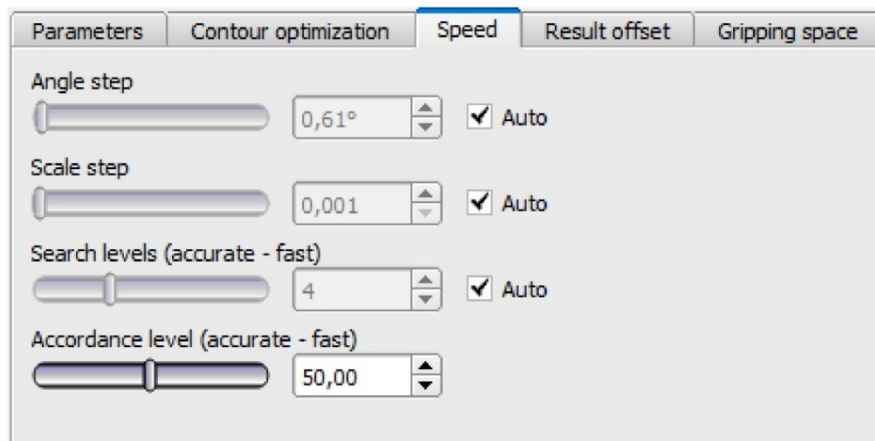 Parameters Contour optimization Speed Result offset Gripping space
Angle step
0,61° Auto
Scale step
0,001 Auto
Search levels (accurate - fast)
4 Auto
Accordance level (accurate - fast)
50,00